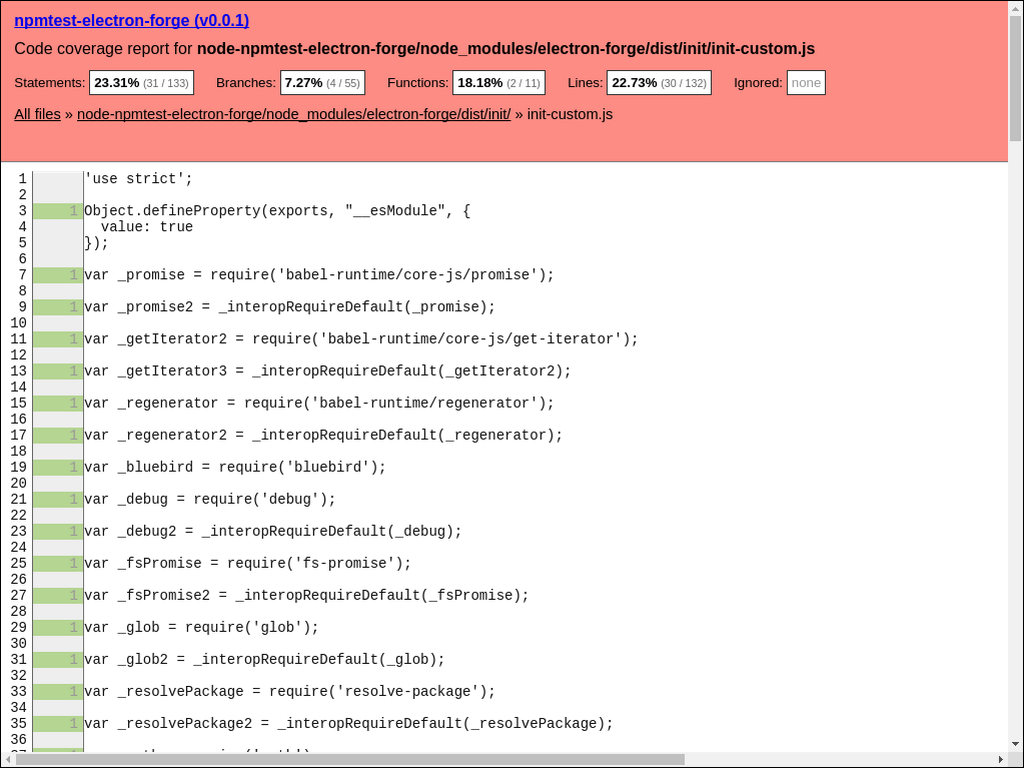 npmtest-electron-forge (v0.0.1)
Code coverage report for node-npmtest-electron-forge/node_modules/electron-forge/dist/init/init-custom.js
Statements: 23.31% (31 / 133) Branches: 7.27% (4 / 55) Functions: 18.18% (2 / 11) Lines: 22.73% (30 / 132) Ignored: none
All files » node-npmtest-electron-forge/node_modules/electron-forge/dist/init/ » init-custom.js
1 'use strict';
2
3 1 Object.defineProperty(exports, "__esModule", {
4 value: true
5 });
6
7 1 var _promise = require('babel-runtime/core-js/promise');
8
9 1 var _promise2 = _interopRequireDefault(_promise);
10
11 1 var _getIterator2 = require('babel-runtime/core-js/get-iterator');
12
13 1 var _getIterator3 = _interopRequireDefault(_getIterator2);
14
15 1 var _regenerator = require('babel-runtime/regenerator');
16
17 1 var _regenerator2 = _interopRequireDefault(_regenerator);
18
19 1 var _bluebird = require('bluebird');
20
21 1 var _debug = require('debug');
22
23 1 var _debug2 = _interopRequireDefault(_debug);
24
25 1 var _fsPromise = require('fs-promise');
26
27 1 var _fsPromise2 = _interopRequireDefault(_fsPromise);
28
29 1 var _glob = require('glob');
30
31 1 var _glob2 = _interopRequireDefault(_glob);
32
33 1 var _resolvePackage = require('resolve-package');
34
35 1 var _resolvePackage2 = _interopRequireDefault(_resolvePackage);
36